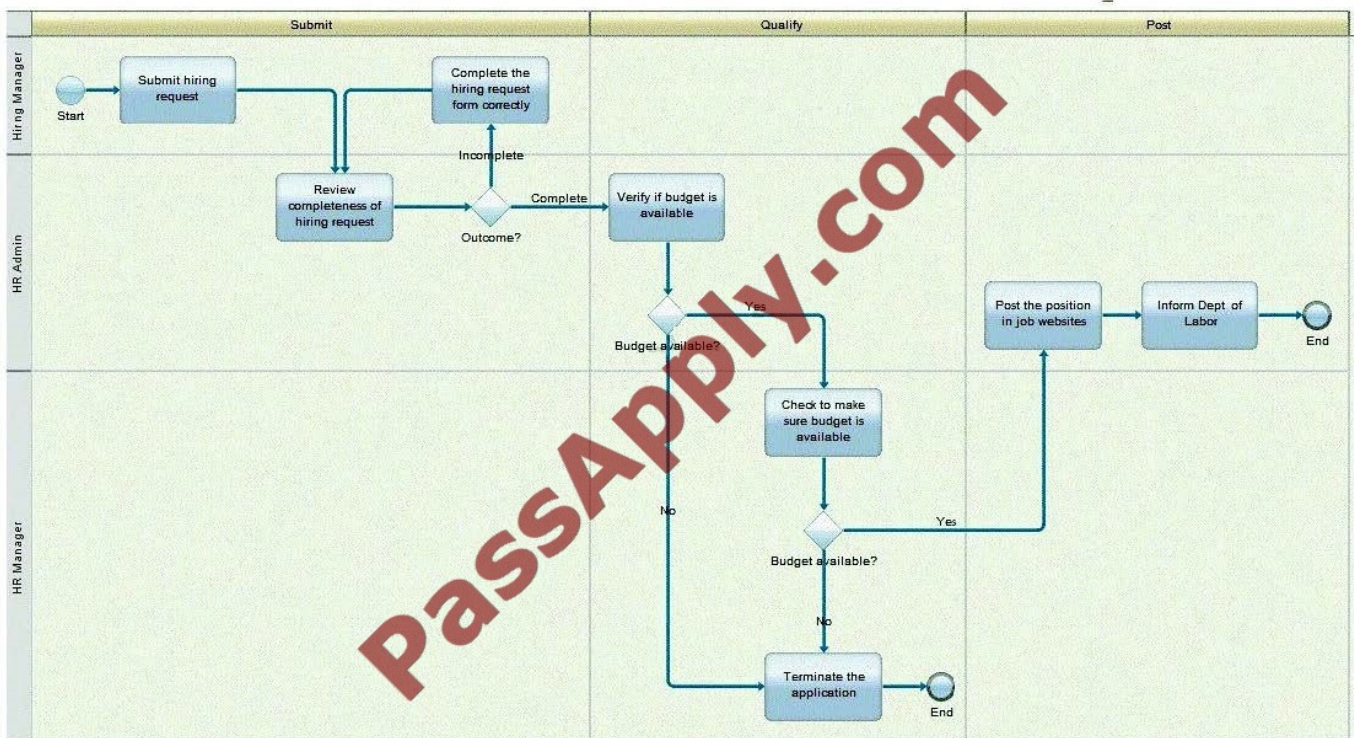 Submit
Qualify
Post
Hiring Manager
Start
Submit hiring
request
Complete the
hiring request
form correctly
Incomplete
HR Admin
Review
completeness of
hiring request
Outcome?
Complete
Verify if budget is
available
Budget available?
Yes
Post the position
in job websites
Inform Dept of
Labor
End
HR Manager
Check to make
sure budget is
available
No
Budget available?
Yes
No
Terminate the
application
End
PassApply.com